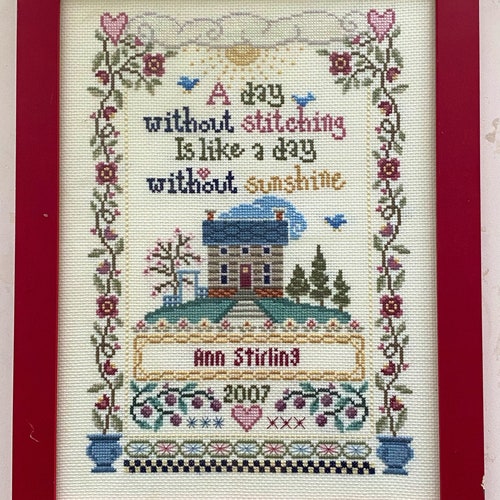 A day
without stitching
Is like a day
without sunshine
Ann Stirling
2007